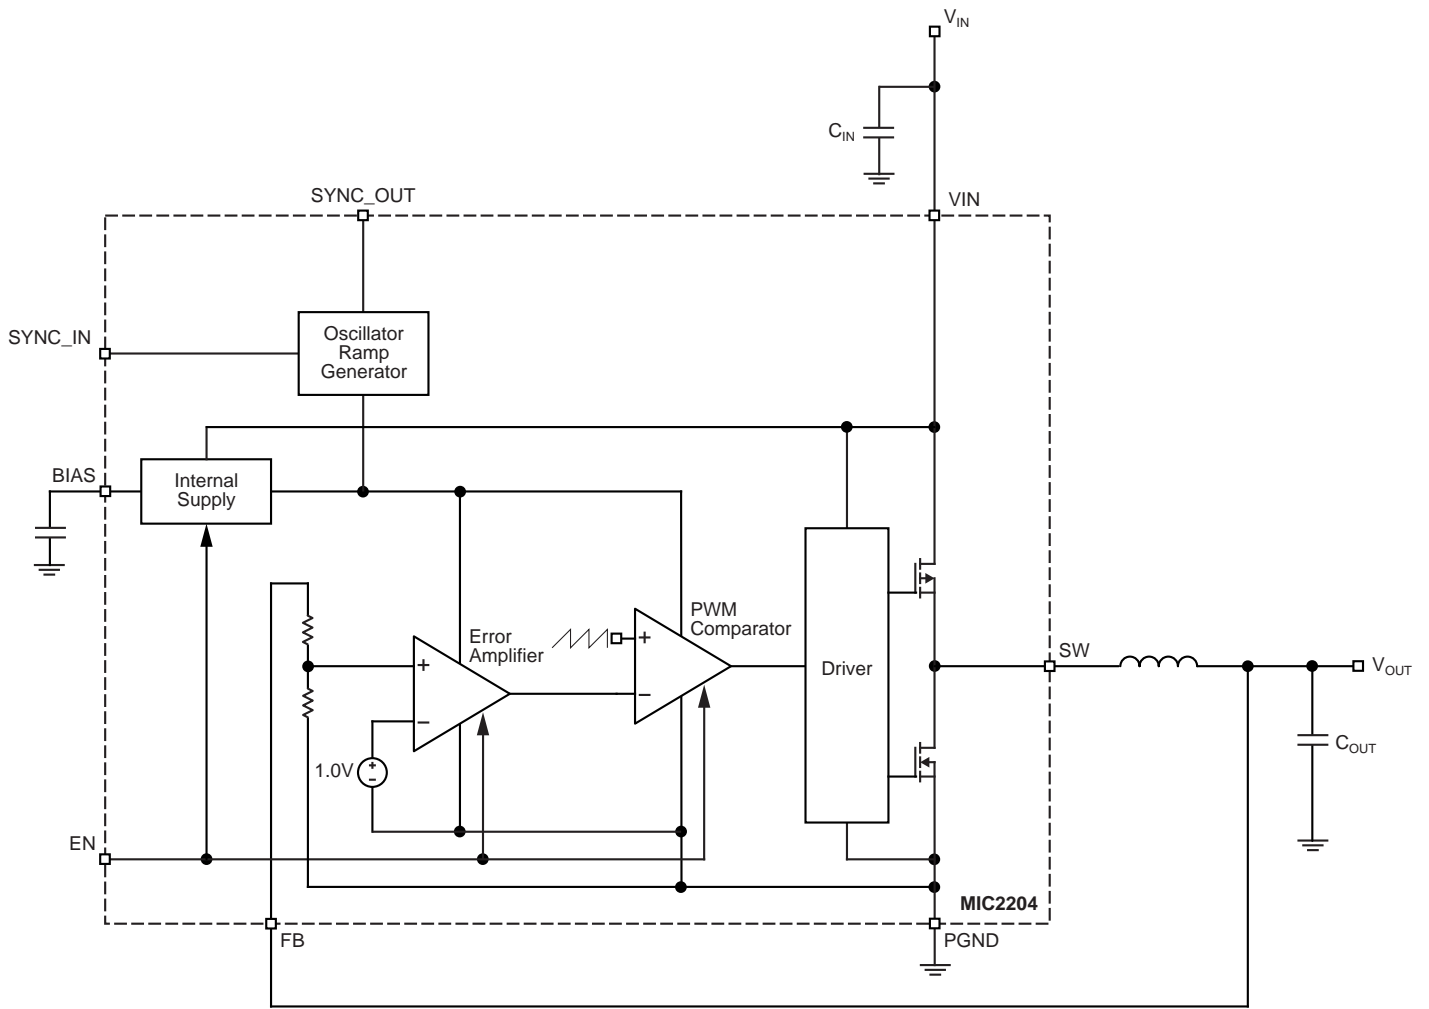 VIN
CIN
SYNC_OUT
VIN
SYNC_IN
Oscillator
Ramp
Generator
BIAS
Internal
Supply
PWM
Comparator
Error
Amplifier
+
+
−
−
Driver
SW
VOUT
COUT
1.0V
+
−
EN
MIC2204
FB
PGND